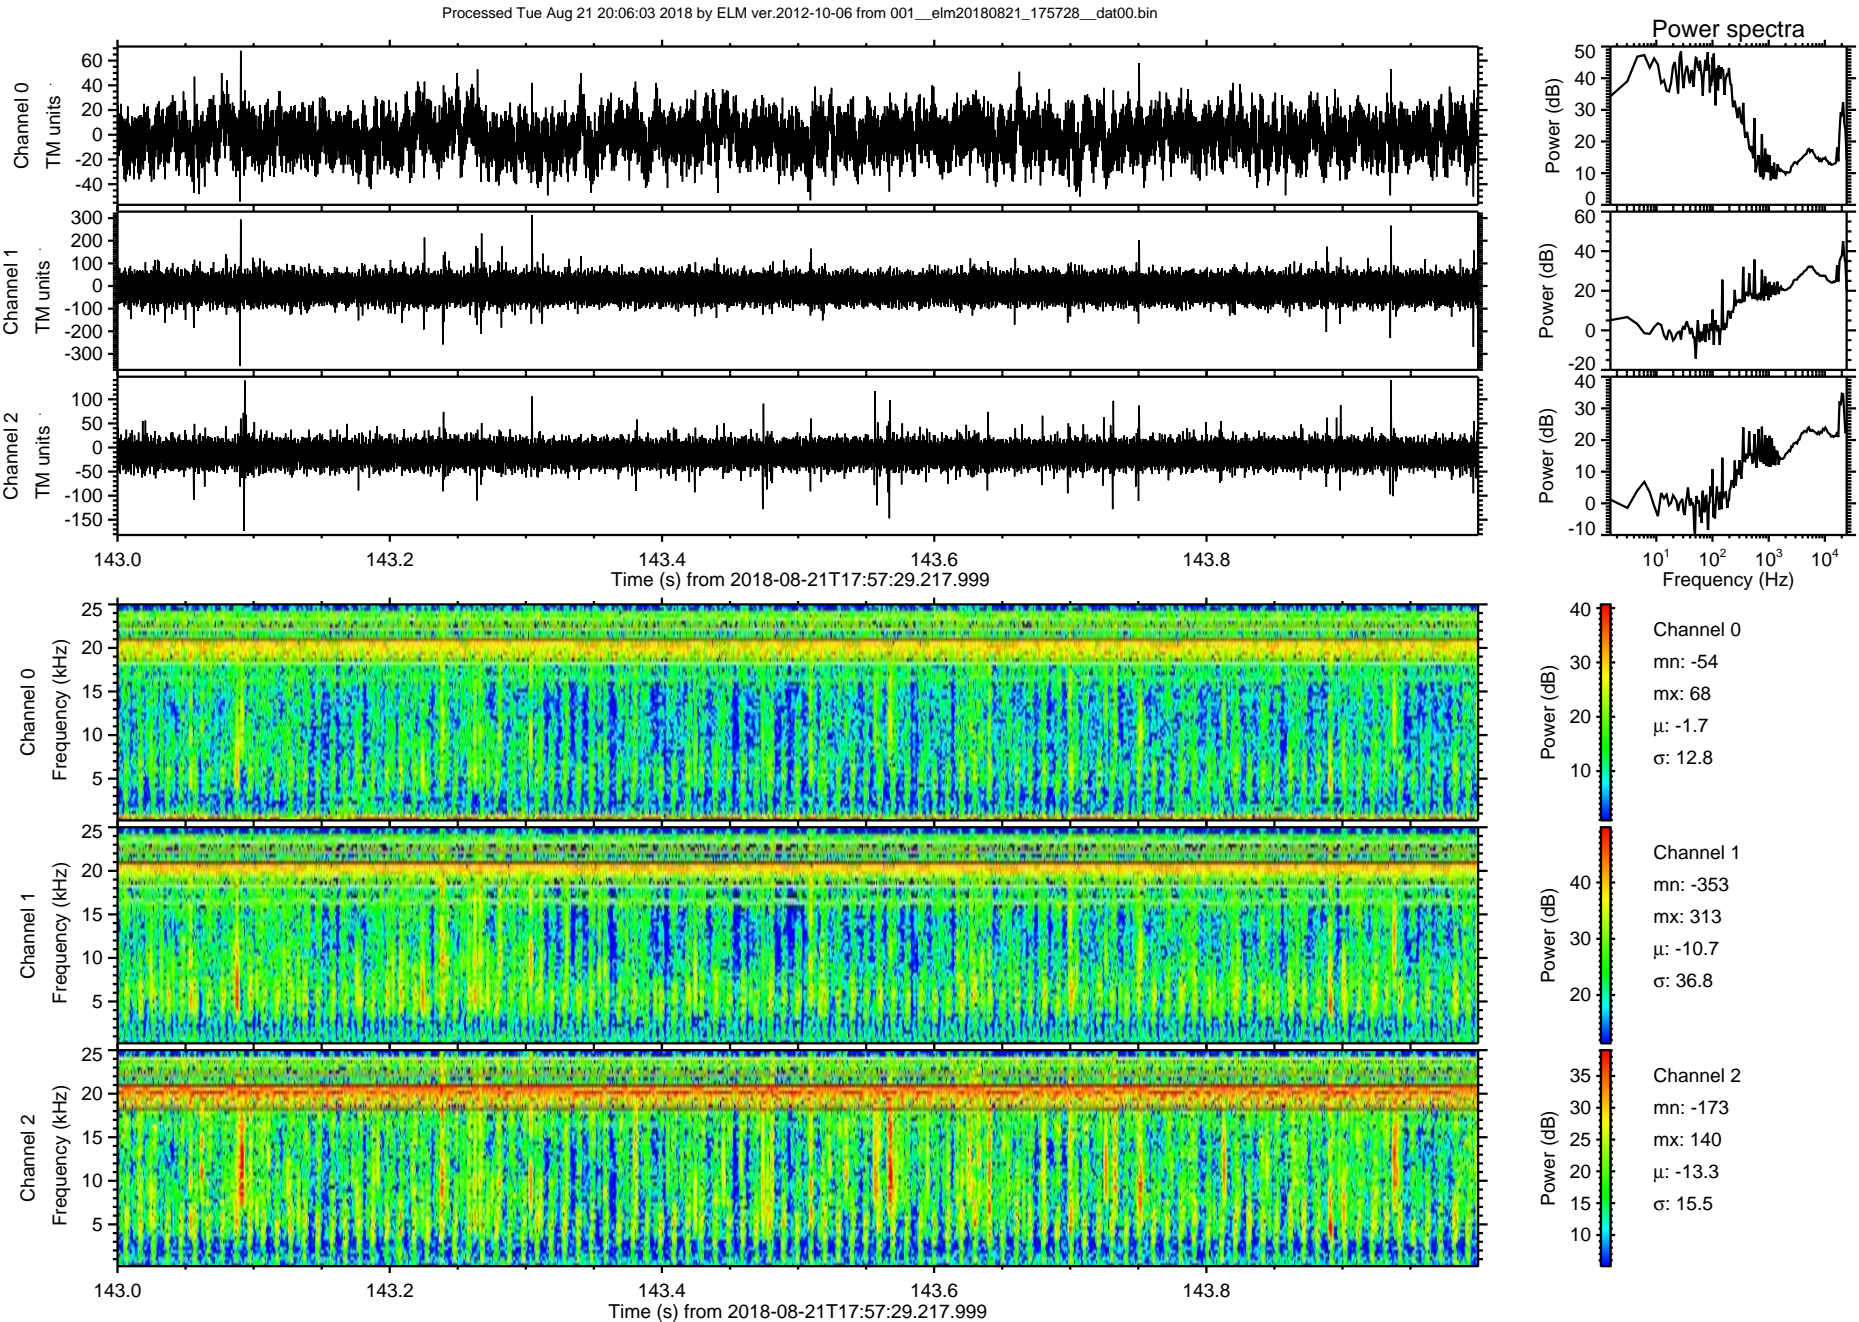 Processed Tue Aug 21 20:06:03 2018 by ELM ver.2012-10-06 from 001__elm20180821_175728__dat00.bin
Power spectra
Channel 0
TM units
60
40
20
0
-20
-40
Power (dB)
50
40
30
20
10
0
Channel 1
TM units
300
200
100
0
-100
-200
-300
Power (dB)
60
40
20
0
-20
Channel 2
TM units
100
50
0
-50
-100
-150
Power (dB)
40
30
20
10
0
-10
143.0 143.2 143.4 143.6 143.8
Time (s) from 2018-08-21T17:57:29.217.999
10^1 10^2 10^3 10^4
Frequency (Hz)
Channel 0
Frequency (kHz)
25
20
15
10
5
Power (dB)
40
30
20
10
Channel 0
mn: -54
mx: 68
μ: -1.7
σ: 12.8
Channel 1
Frequency (kHz)
25
20
15
10
5
Power (dB)
40
30
20
Channel 1
mn: -353
mx: 313
μ: -10.7
σ: 36.8
Channel 2
Frequency (kHz)
25
20
15
10
5
Power (dB)
35
30
25
20
15
10
Channel 2
mn: -173
mx: 140
μ: -13.3
σ: 15.5
143.0 143.2 143.4 143.6 143.8
Time (s) from 2018-08-21T17:57:29.217.999